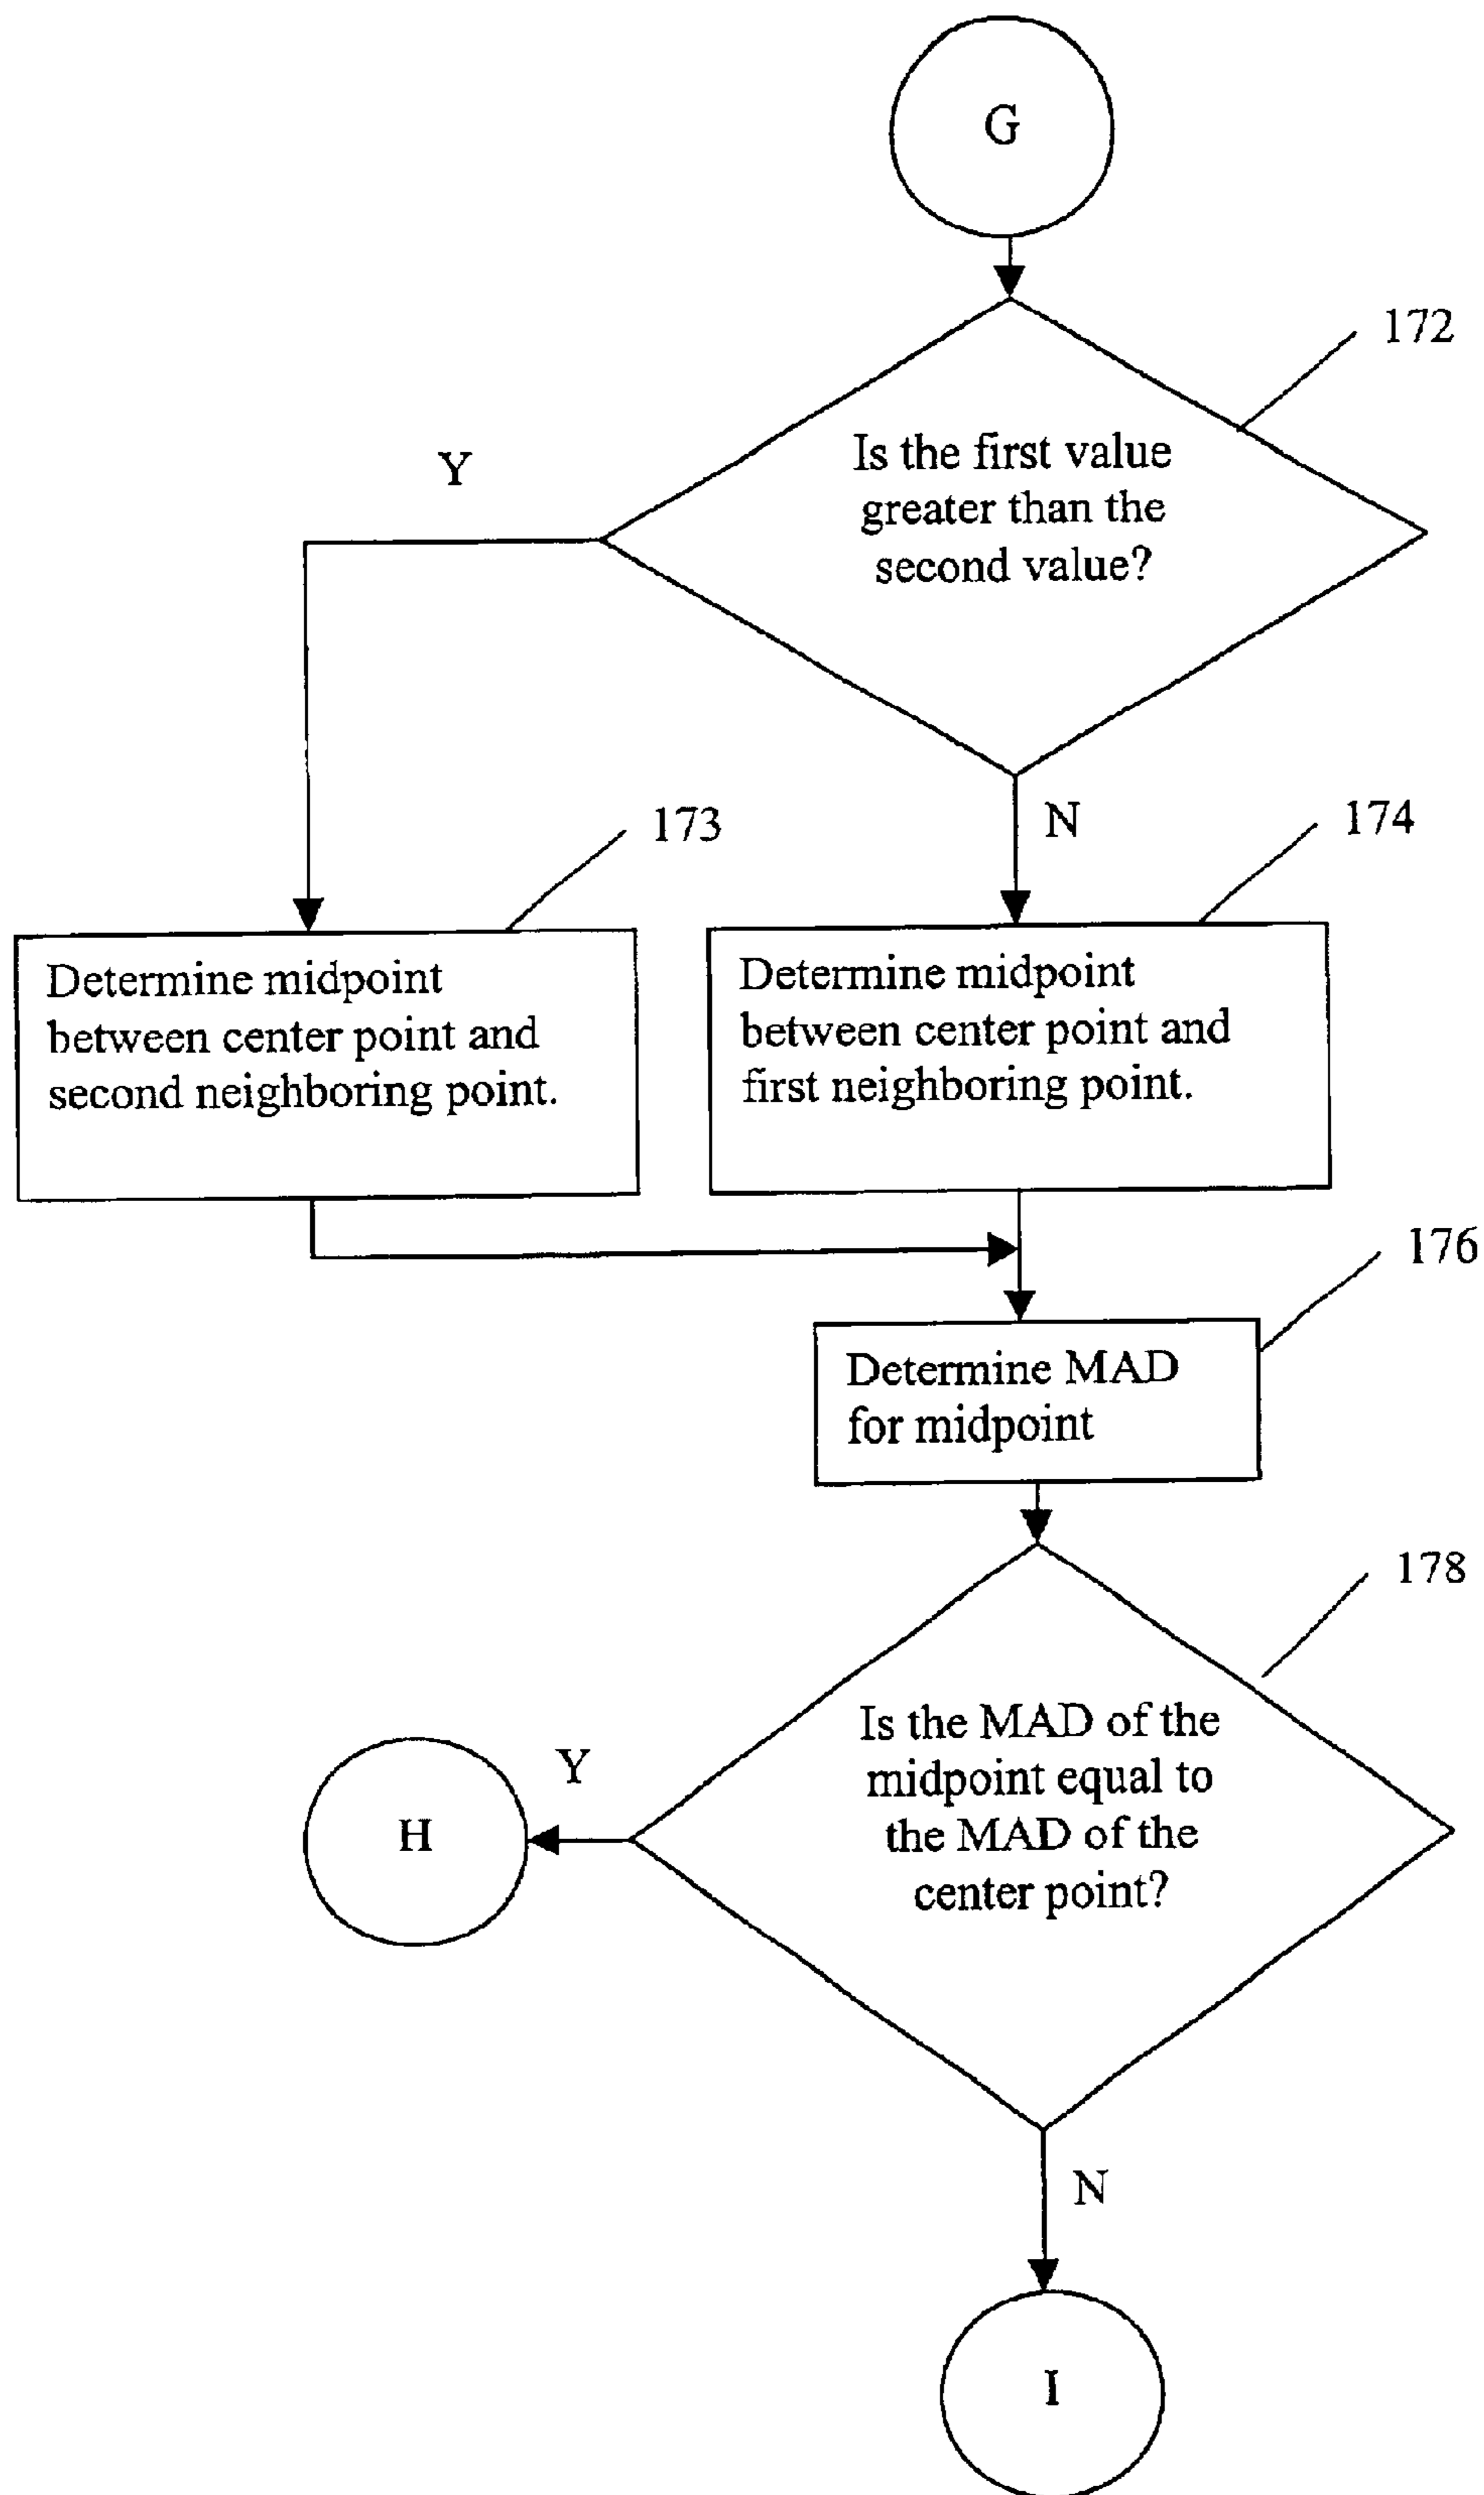 G
172
Is the first value
greater than the
second value?
Y
N
173
174
Determine midpoint
between center point and
second neighboring point.
Determine midpoint
between center point and
first neighboring point.
176
Determine MAD
for midpoint
178
Is the MAD of the
midpoint equal to
the MAD of the
center point?
Y
H
N
I